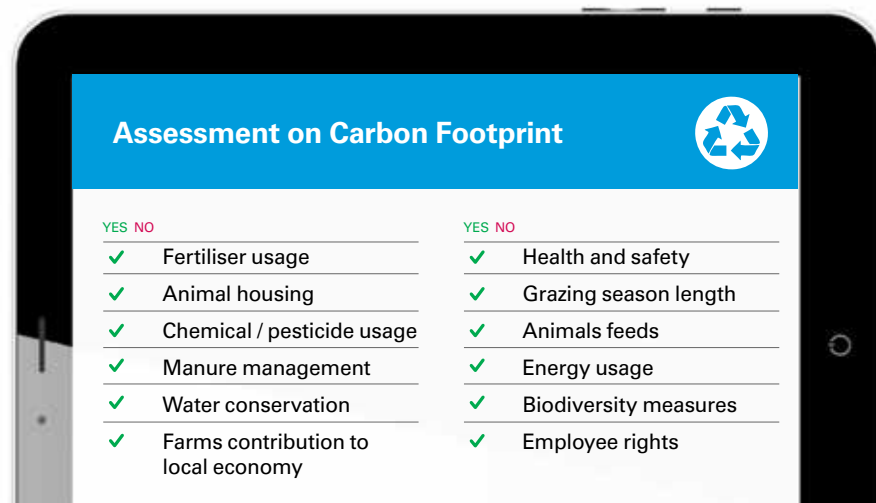 Assessment on Carbon Footprint
YES NO
Fertiliser usage
Animal housing
Chemical / pesticide usage
Manure management
Water conservation
Farms contribution to
local economy
YES NO
Health and safety
Grazing season length
Animals feeds
Energy usage
Biodiversity measures
Employee rights